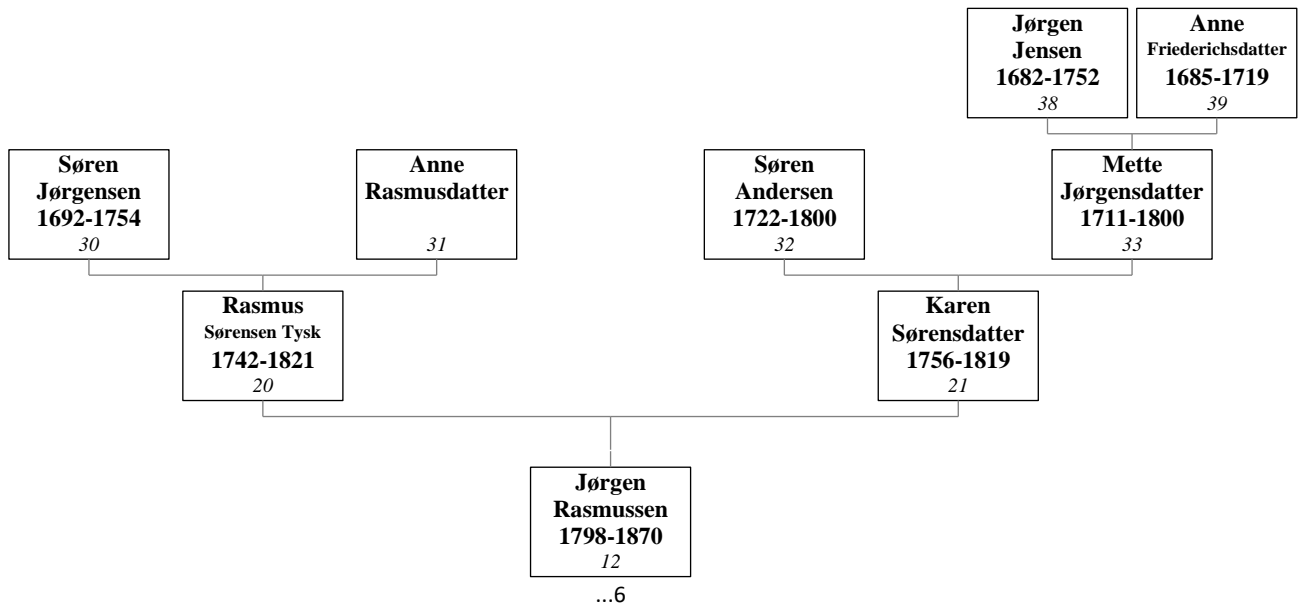 Jørgen
Jensen
1682-1752
38
Anne
Friederichsdatter
1685-1719
39
Søren
Jørgensen
1692-1754
30
Anne
Rasmusdatter
31
Søren
Andersen
1722-1800
32
Mette
Jørgensdatter
1711-1800
33
Rasmus
Sørensen Tysk
1742-1821
20
Karen
Sørensdatter
1756-1819
21
Jørgen
Rasmussen
1798-1870
12
...6